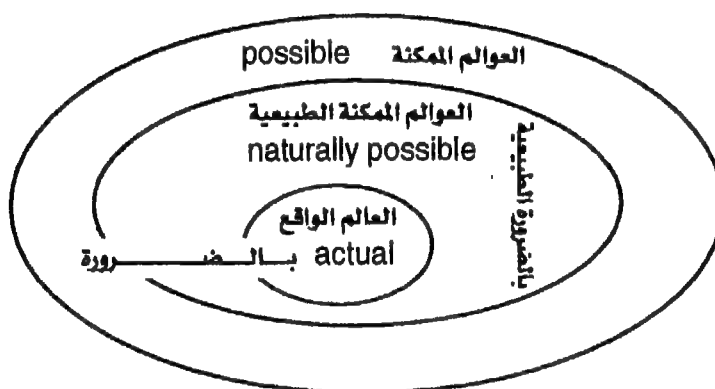 العوالم الممكنة possible
العوالم الممكنة الطبيعية
naturally possible
بالضرورة الطبيعية
العالم الواقع
بالضرورة actual